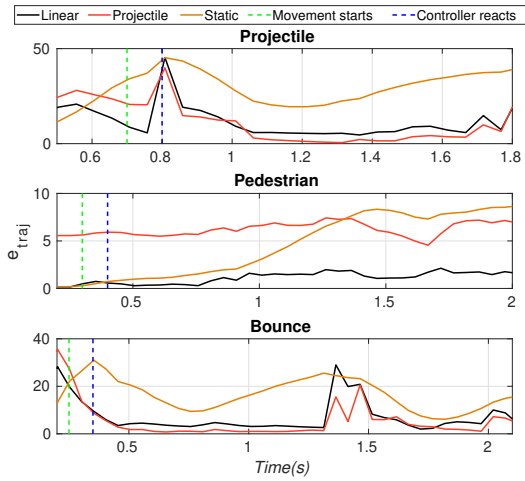 Linear Projectile Static Movement starts Controller reacts
Projectile
50
0
0.6 0.8 1 1.2 1.4 1.6 1.8
Pedestrian
10
5
0
0.5 1 1.5 2
e_traj
Bounce
40
20
0
0.5 1 1.5 2
Time(s)